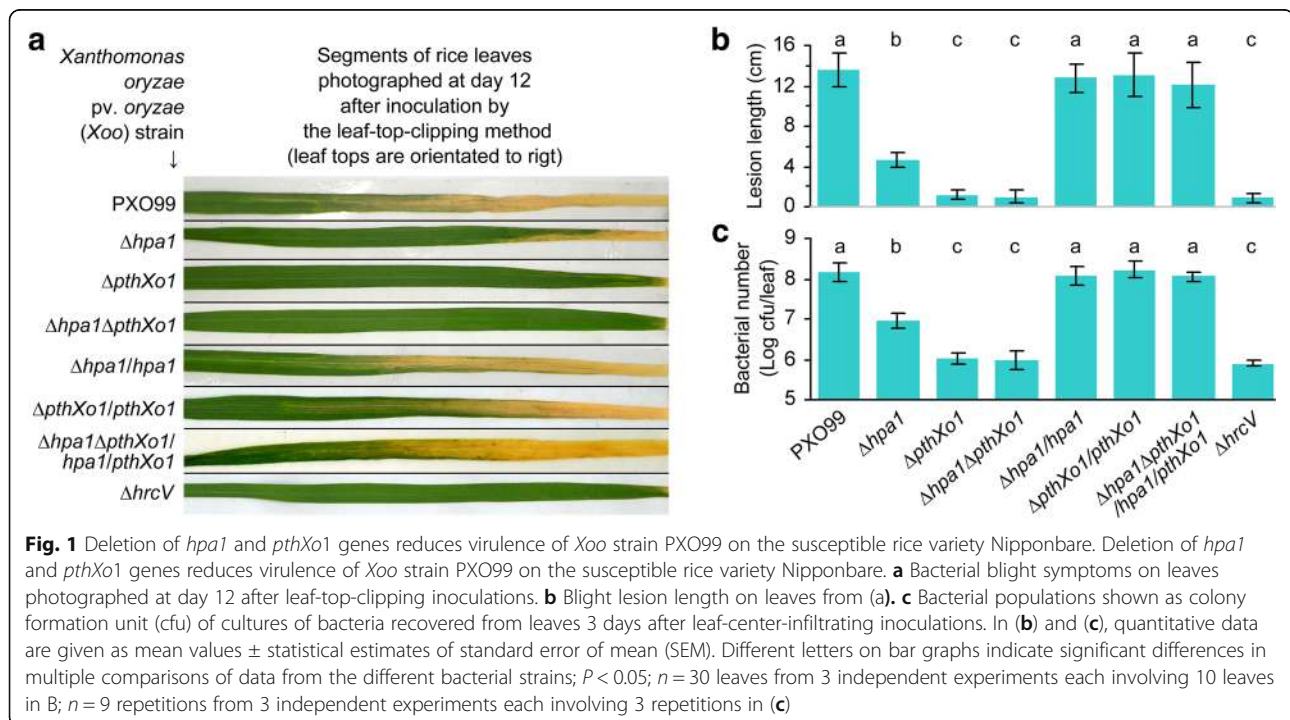 a
Xanthomonas
oryzae
pv. oryzae
(Xoo) strain
↓
Segments of rice leaves
photographed at day 12
after inoculation by
the leaf-top-clipping method
(leaf tops are orientated to rigt)
PXO99
Δhpa1
ΔpthXo1
Δhpa1ΔpthXo1
Δhpa1/hpa1
ΔpthXo1/pthXo1
Δhpa1ΔpthXo1/
hpa1/pthXo1
ΔhrcV
b
a b c c a a a c
Lesion length (cm)
16
12
8
4
0
c
a b c c a a a c
Bacterial number
(Log cfu/leaf)
9
8
7
6
5
PXO99
Δhpa1
ΔpthXo1
Δhpa1ΔpthXo1
Δhpa1/hpa1
ΔpthXo1/pthXo1
Δhpa1ΔpthXo1
/hpa1/pthXo1
ΔhrcV
Fig. 1 Deletion of hpa1 and pthXo1 genes reduces virulence of Xoo strain PXO99 on the susceptible rice variety Nipponbare. Deletion of hpa1
and pthXo1 genes reduces virulence of Xoo strain PXO99 on the susceptible rice variety Nipponbare. a Bacterial blight symptoms on leaves
photographed at day 12 after leaf-top-clipping inoculations. b Blight lesion length on leaves from (a). c Bacterial populations shown as colony
formation unit (cfu) of cultures of bacteria recovered from leaves 3 days after leaf-center-infiltrating inoculations. In (b) and (c), quantitative data
are given as mean values ± statistical estimates of standard error of mean (SEM). Different letters on bar graphs indicate significant differences in
multiple comparisons of data from the different bacterial strains; P < 0.05; n = 30 leaves from 3 independent experiments each involving 10 leaves
in B; n = 9 repetitions from 3 independent experiments each involving 3 repetitions in (c)